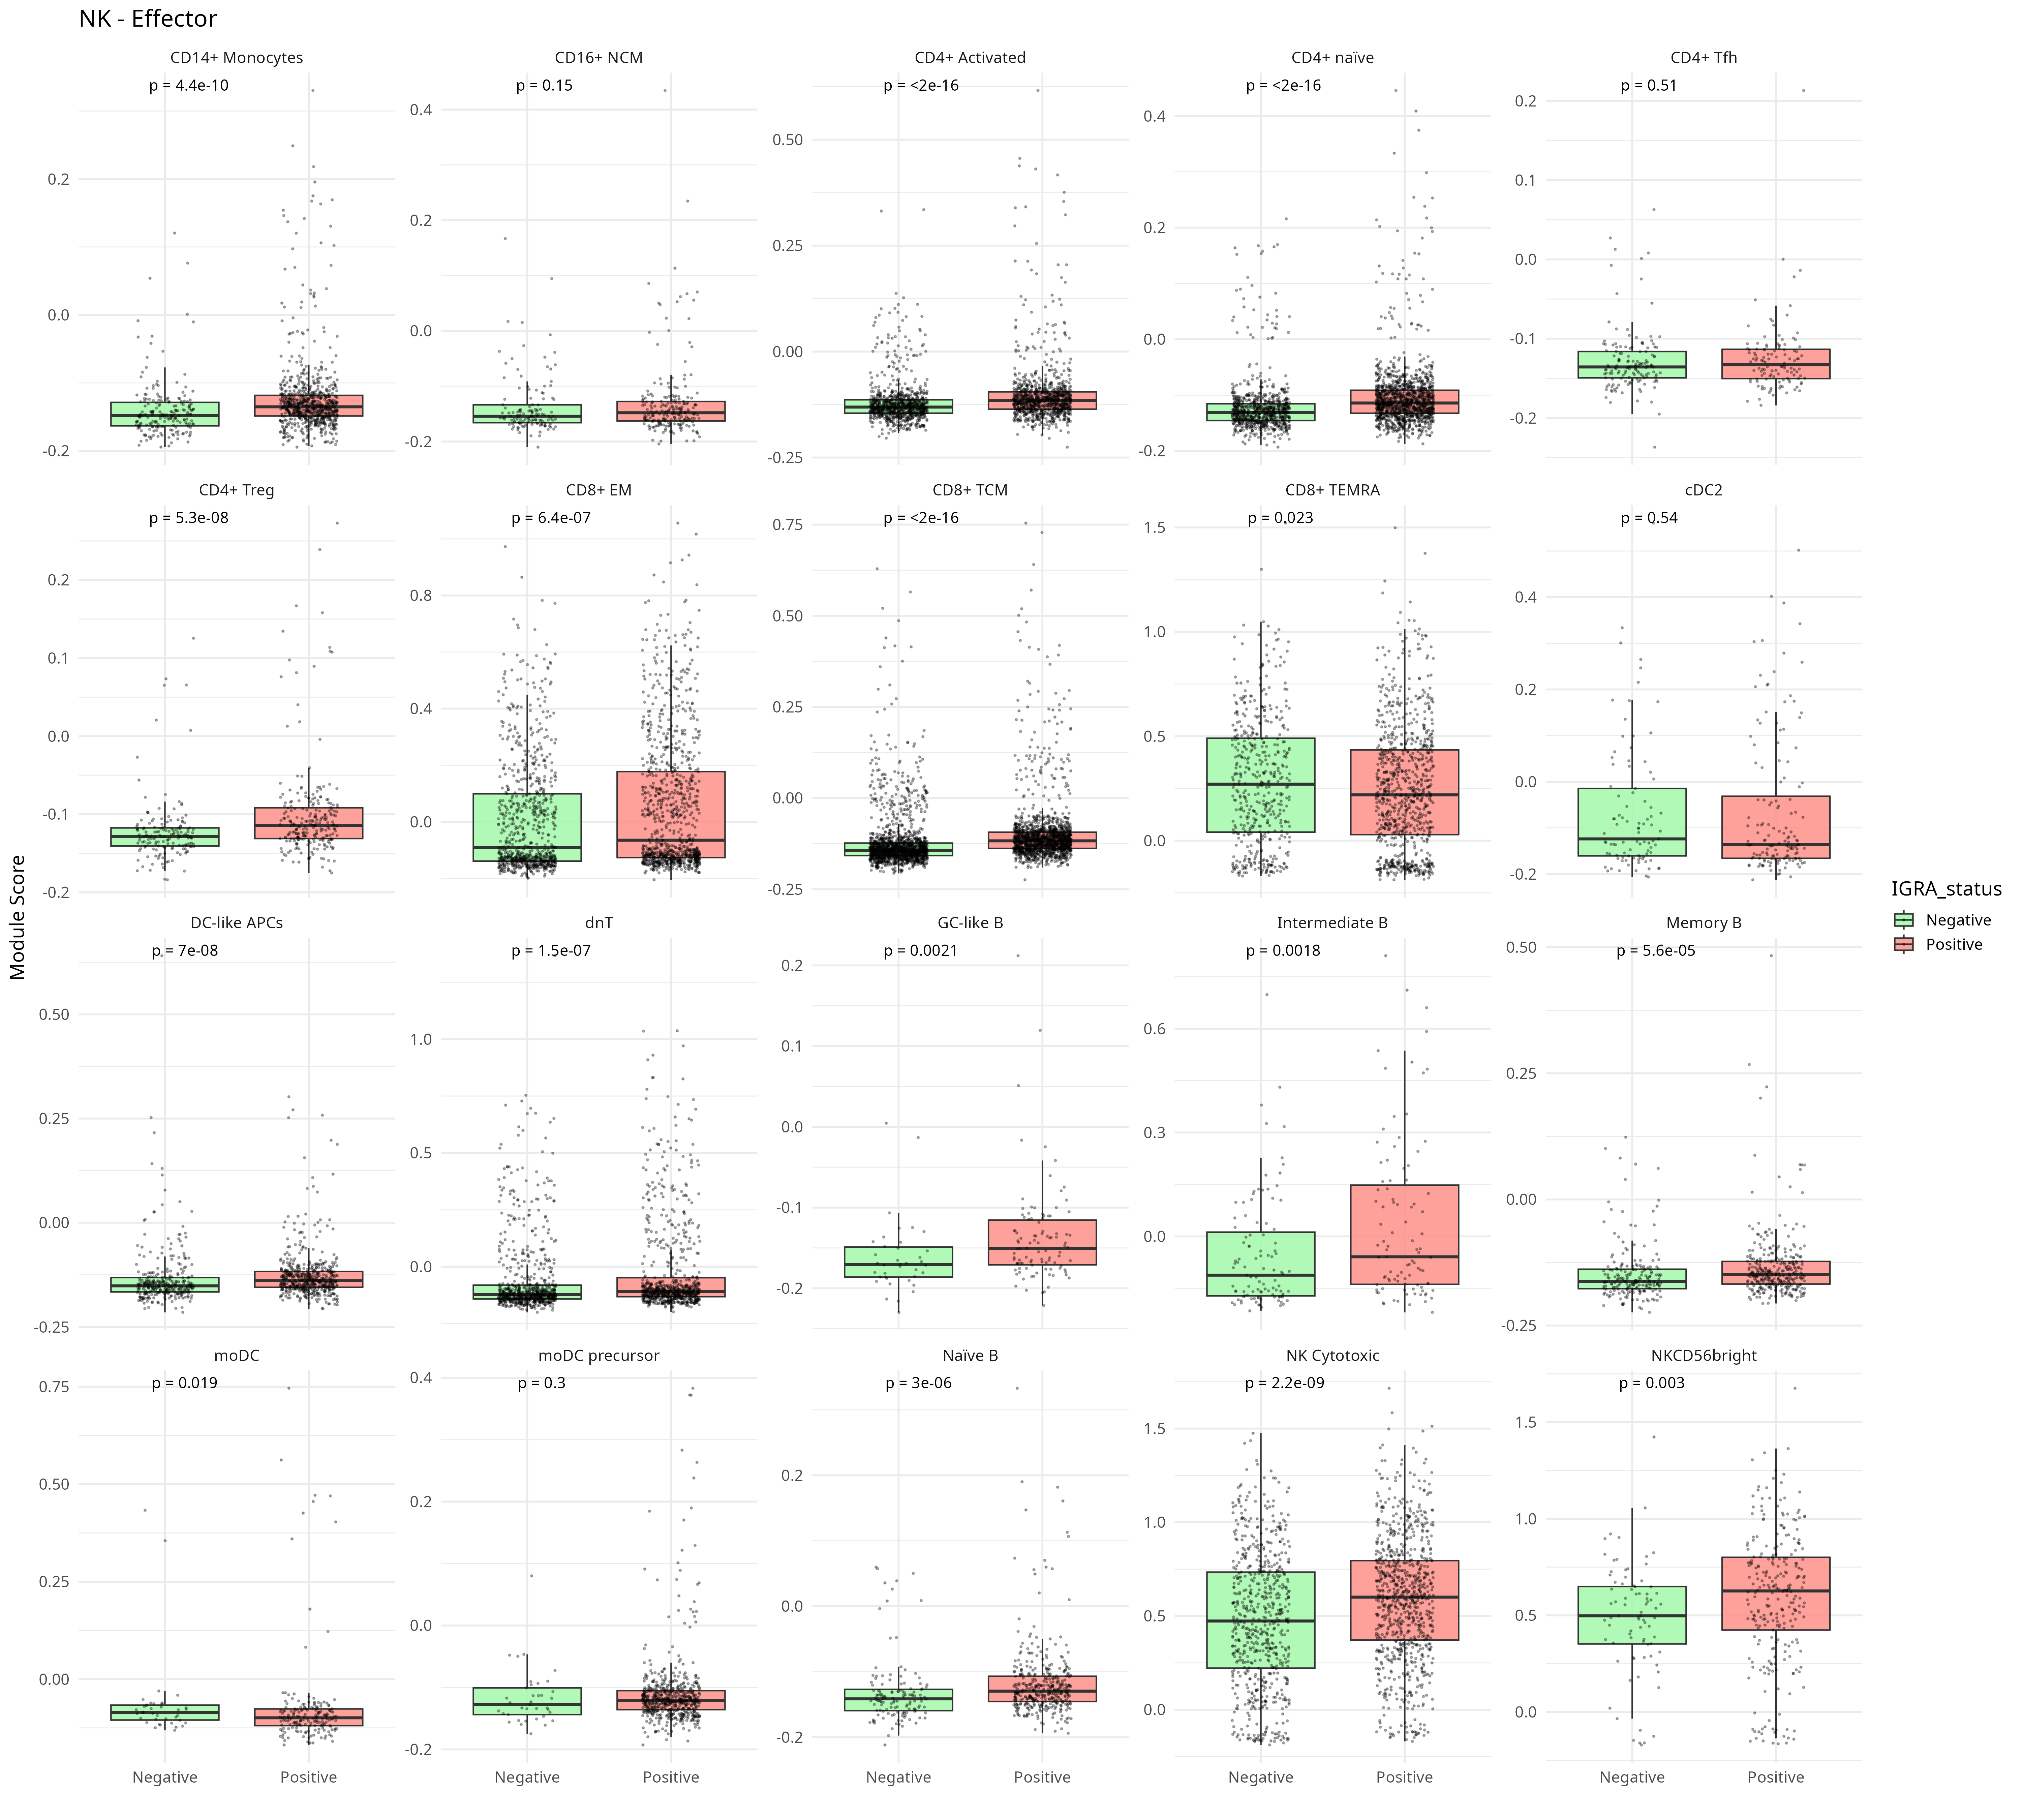 NK - Effector
CD14+ Monocytes
CD16+ NCM
CD4+ Activated
CD4+ naïve
CD4+ Tfh
p = 4.4e-10
p = 0.15
p = <2e-16
p = <2e-16
p = 0.51
0.2
0.0
-0.2
0.4
0.2
0.0
-0.2
0.50
0.25
0.00
-0.25
0.4
0.2
0.0
-0.2
0.2
0.1
0.0
-0.1
-0.2
CD4+ Treg
CD8+ EM
CD8+ TCM
CD8+ TEMRA
cDC2
p = 5.3e-08
p = 6.4e-07
p = <2e-16
p = 0.023
p = 0.54
0.2
0.1
0.0
-0.1
-0.2
0.8
0.4
0.0
0.75
0.50
0.25
0.00
-0.25
1.5
1.0
0.5
0.0
0.4
0.2
0.0
-0.2
Module Score
DC-like APCs
dnT
GC-like B
Intermediate B
Memory B
p = 7e-08
p = 1.5e-07
p = 0.0021
p = 0.0018
p = 5.6e-05
0.50
0.25
0.00
-0.25
1.0
0.5
0.0
0.2
0.1
0.0
-0.1
-0.2
0.6
0.3
0.0
0.50
0.25
0.00
-0.25
moDC
moDC precursor
Naïve B
NK Cytotoxic
NKCD56bright
p = 0.019
p = 0.3
p = 3e-06
p = 2.2e-09
p = 0.003
0.75
0.50
0.25
0.00
0.4
0.2
0.0
-0.2
0.2
0.0
-0.2
1.5
1.0
0.5
0.0
1.5
1.0
0.5
0.0
Negative
Positive
Negative
Positive
Negative
Positive
Negative
Positive
Negative
Positive
IGRA_status
Negative
Positive